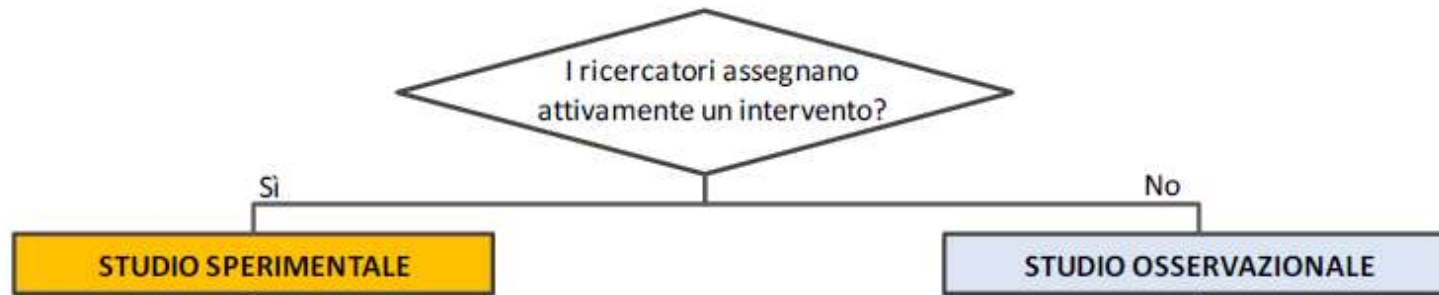 I ricercatori assegnano
attivamente un intervento?
Sì
No
STUDIO SPERIMENTALE
STUDIO OSSERVAZIONALE